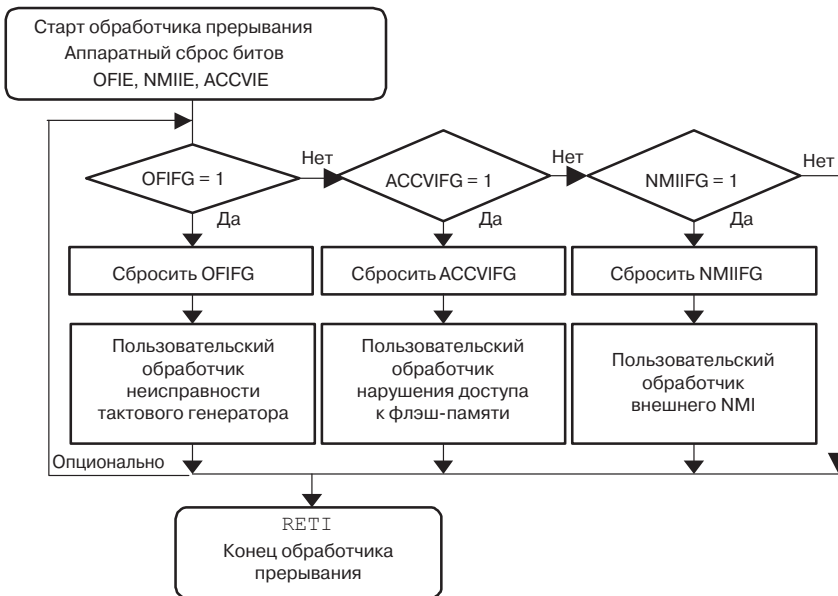 Старт обработчика прерывания
Аппаратный сброс битов
OFIE, NMIIE, ACCVIE
OFIFG = 1
Нет
ACCVIFG = 1
Нет
NMIIFG = 1
Нет
Да
Да
Да
Сбросить OFIFG
Сбросить ACCVIFG
Сбросить NMIIFG
Пользовательский
обработчик
неисправности
тактового генератора
Пользовательский
обработчик
нарушения доступа
к флэш-памяти
Пользовательский
обработчик
внешнего NMI
Опционально
RETI
Конец обработчика
прерывания